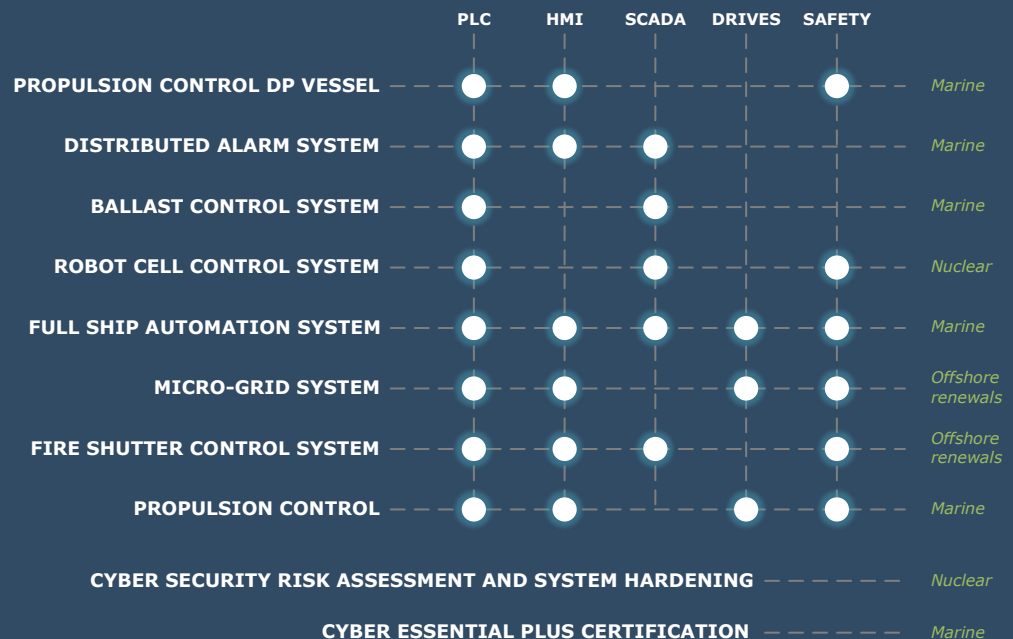 PLC HMI SCADA DRIVES SAFETY
PROPULSION CONTROL DP VESSEL Marine
DISTRIBUTED ALARM SYSTEM Marine
BALLAST CONTROL SYSTEM Marine
ROBOT CELL CONTROL SYSTEM Nuclear
FULL SHIP AUTOMATION SYSTEM Marine
MICRO-GRID SYSTEM Offshore
renewals
FIRE SHUTTER CONTROL SYSTEM Offshore
renewals
PROPULSION CONTROL Marine
CYBER SECURITY RISK ASSESSMENT AND SYSTEM HARDENING Nuclear
CYBER ESSENTIAL PLUS CERTIFICATION Marine